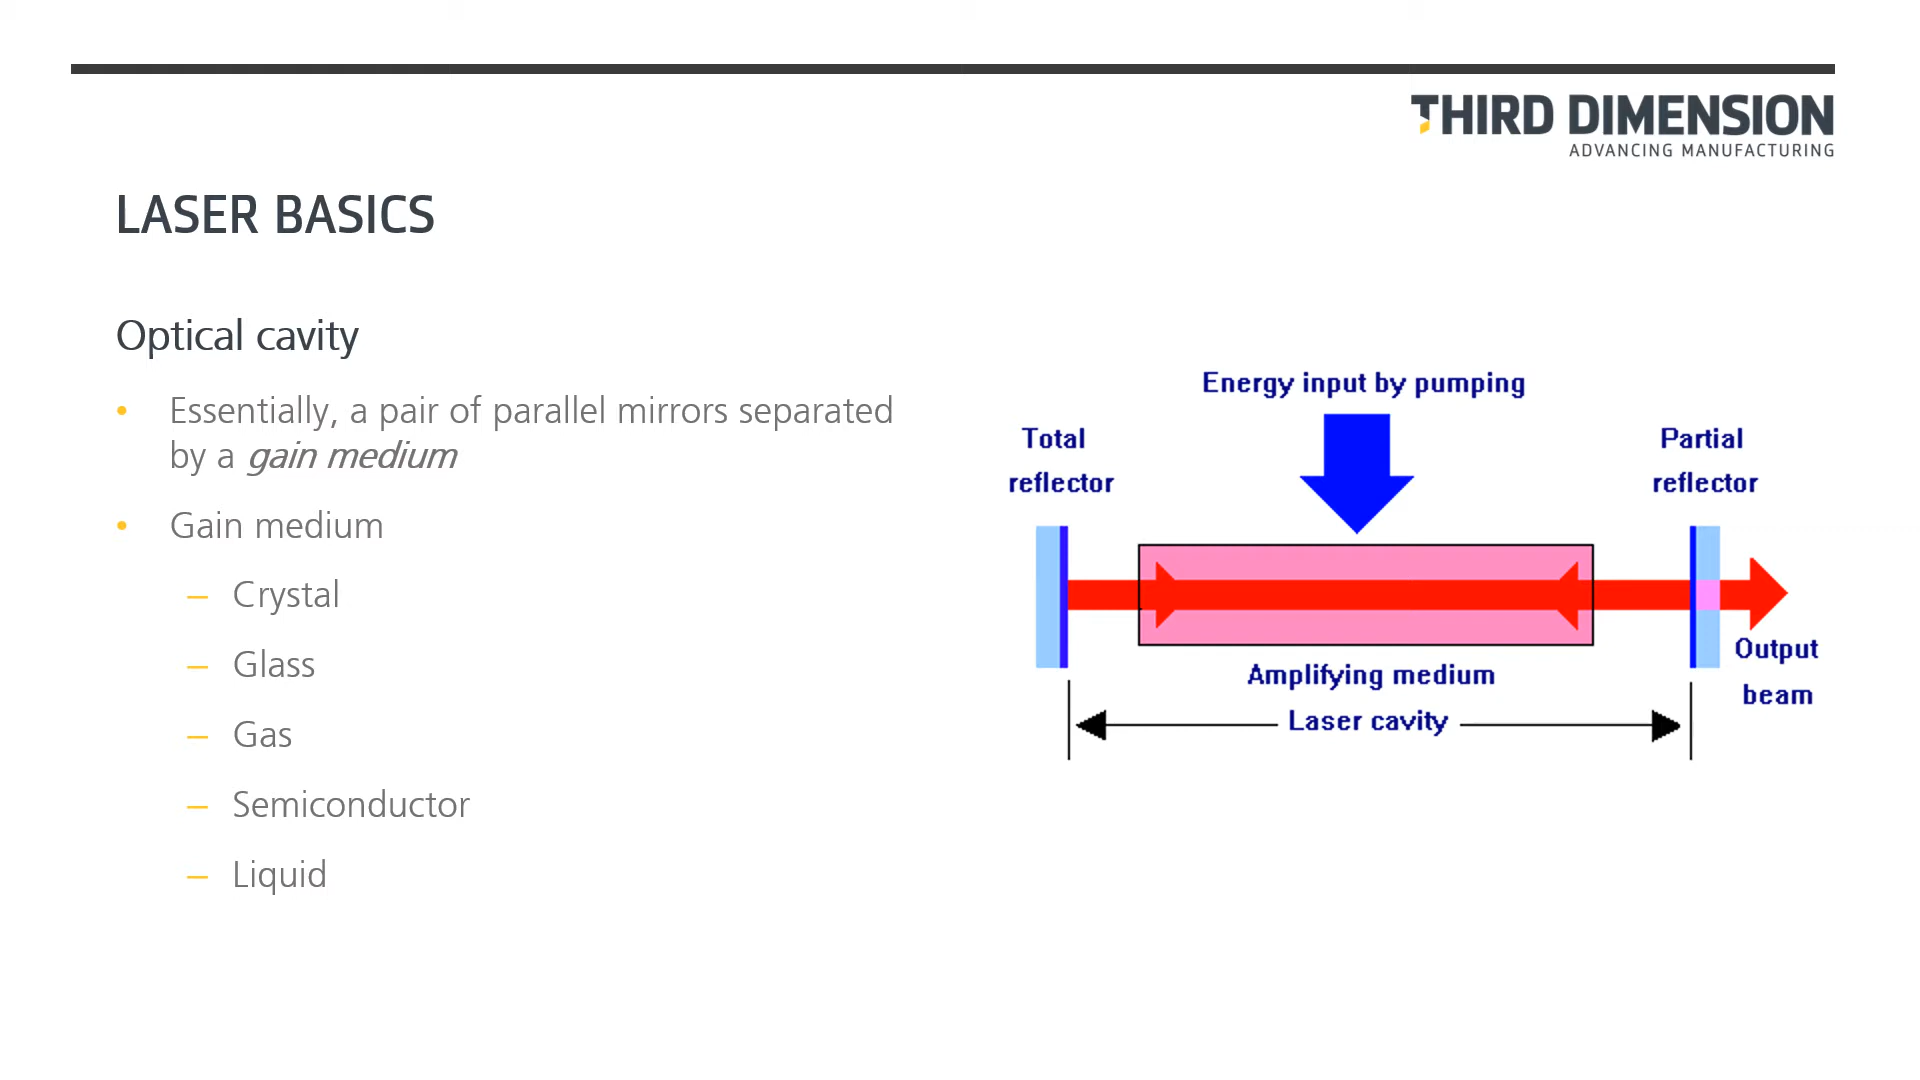 THIRD DIMENSION
ADVANCING MANUFACTURING
LASER BASICS
Optical cavity
• Essentially, a pair of parallel mirrors separated
by a gain medium
• Gain medium
– Crystal
– Glass
– Gas
– Semiconductor
– Liquid
Energy input by pumping
Total
reflector
Partial
reflector
Amplifying medium
Laser cavity
Output
beam